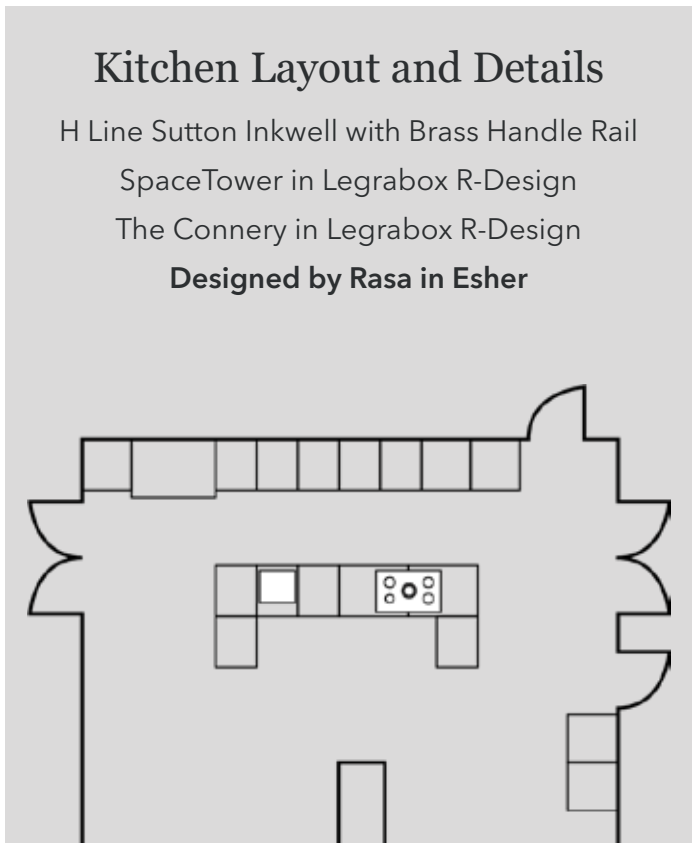 Kitchen Layout and Details
H Line Sutton Inkwell with Brass Handle Rail
SpaceTower in Legrabox R-Design
The Connery in Legrabox R-Design
Designed by Rasa in Esher